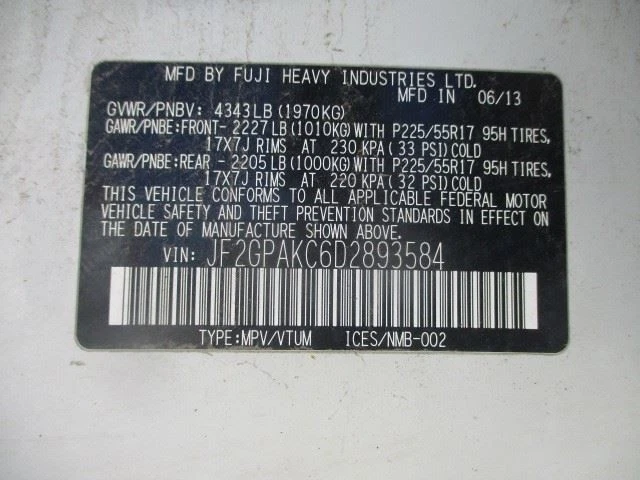 MFD BY FUJI HEAVY INDUSTRIES LTD.
MFD IN 06/13
GVWR/PNBV: 4343LB (1970KG)
GAWR/PNBE:FRONT- 2227 LB (1010KG) WITH P225/55R17 95H TIRES,
17X7J RIMS AT 230 KPA (33 PSI) COLD
GAWR/PNBE:REAR - 2205 LB (1000KG) WITH P225/55R17 95H TIRES,
17X7J RIMS AT 220 KPA (32 PSI) COLD
THIS VEHICLE CONFORMS TO ALL APPLICABLE FEDERAL MOTOR
VEHICLE SAFETY AND THEFT PREVENTION STANDARDS IN EFFECT ON
THE DATE OF MANUFACTURE SHOWN ABOVE.
VIN: JF2GPAKC6D2893584
TYPE:MPV/VTUM ICES/NMB-002